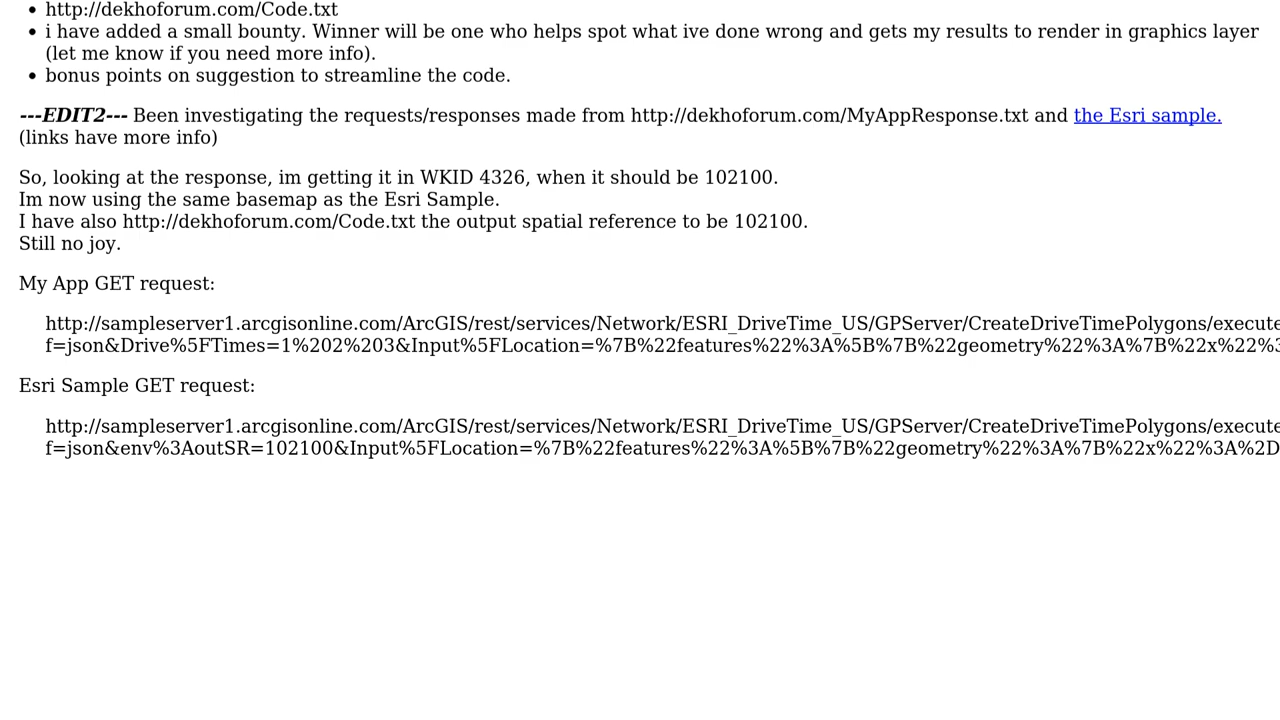 • http://dekhoforum.com/Code.txt
• i have added a small bounty. Winner will be one who helps spot what ive done wrong and gets my results to render in graphics layer
(let me know if you need more info).
• bonus points on suggestion to streamline the code.
---EDIT2--- Been investigating the requests/responses made from http://dekhoforum.com/MyAppResponse.txt and the Esri sample.
(links have more info)
So, looking at the response, im getting it in WKID 4326, when it should be 102100.
Im now using the same basemap as the Esri Sample.
I have also http://dekhoforum.com/Code.txt the output spatial reference to be 102100.
Still no joy.
My App GET request:
http://sampleserver1.arcgisonline.com/ArcGIS/rest/services/Network/ESRI_DriveTime_US/GPServer/CreateDriveTimePolygons/execute
f=json&Drive%5FTimes=1%202%203&Input%5FLocation=%7B%22features%22%3A%5B%7B%22geometry%22%3A%7B%22x%22%3
Esri Sample GET request:
http://sampleserver1.arcgisonline.com/ArcGIS/rest/services/Network/ESRI_DriveTime_US/GPServer/CreateDriveTimePolygons/execute
f=json&env%3AoutSR=102100&Input%5FLocation=%7B%22features%22%3A%5B%7B%22geometry%22%3A%7B%22x%22%3A%2D